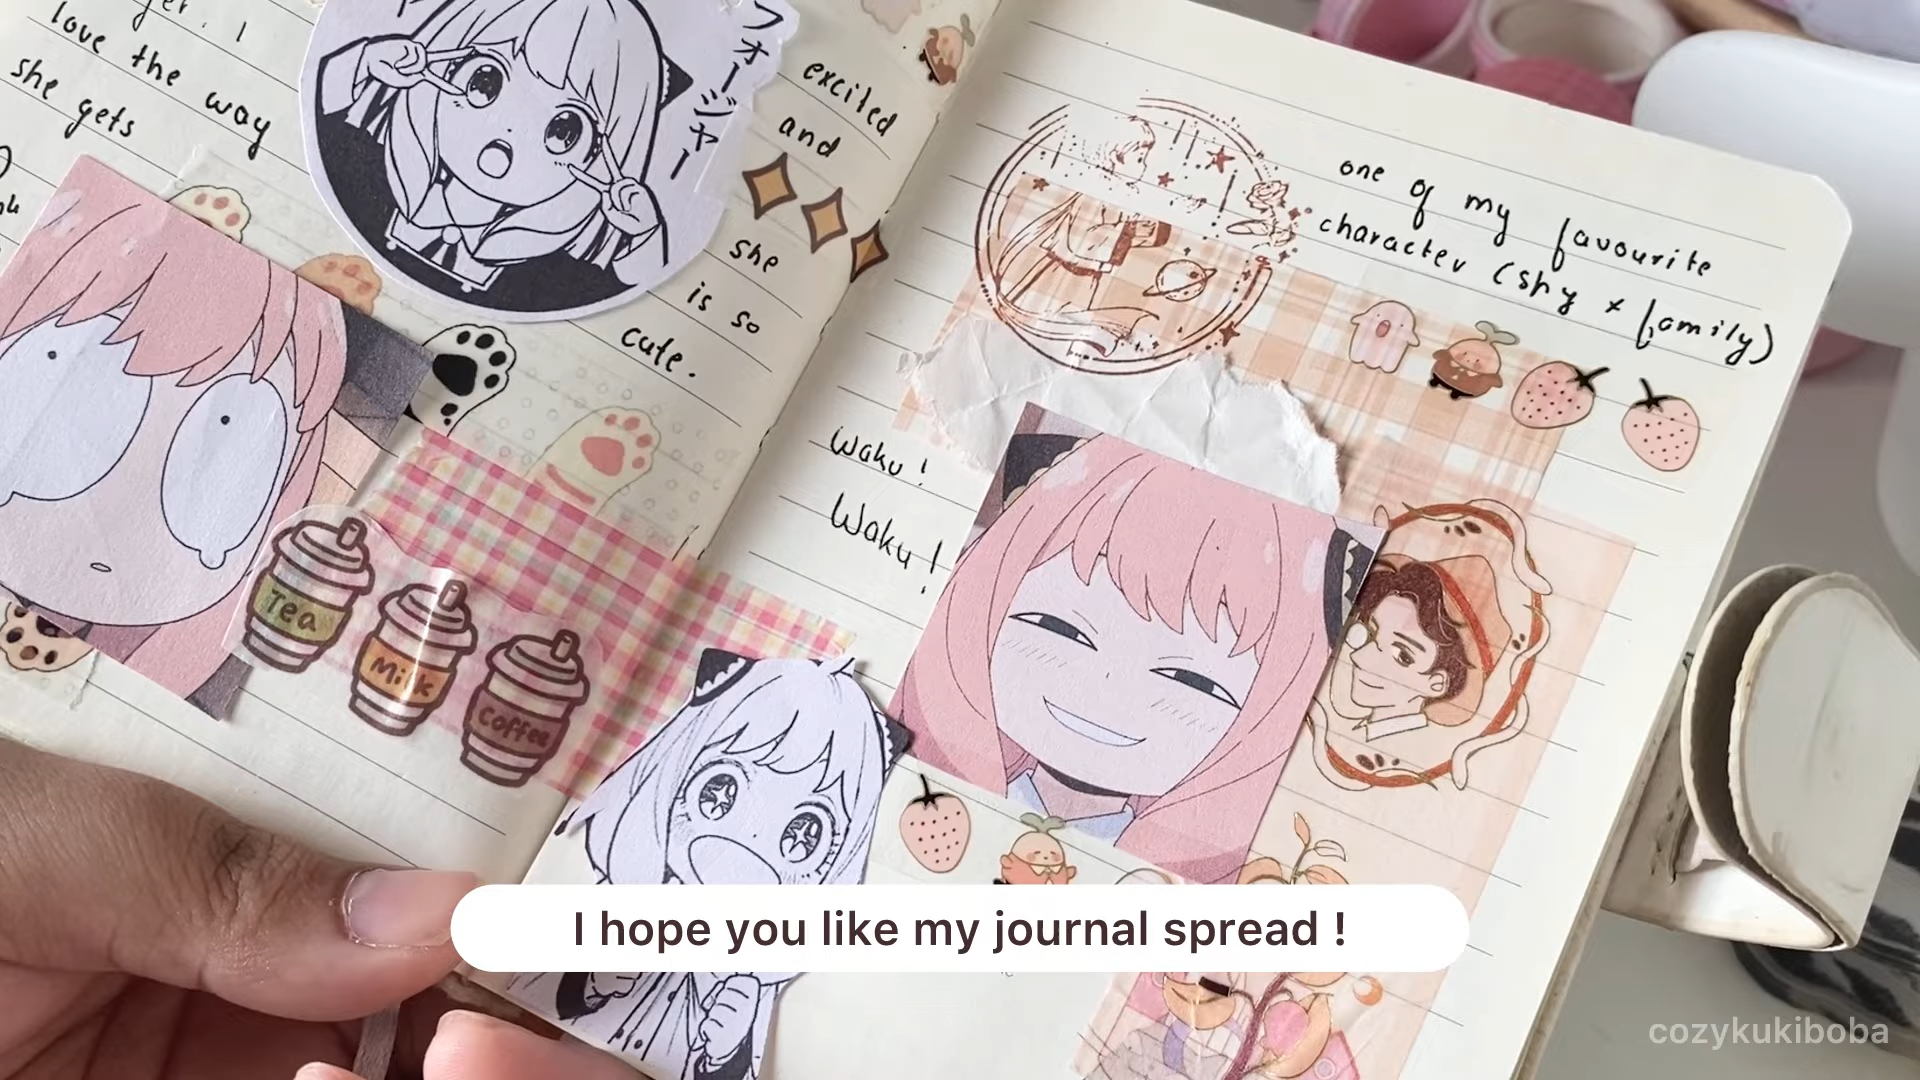 love the way
she gets
フォージャー
excited
and
she
is so
cute.
one of my favourite
character (shy x family)
Waku !
Waku !
Tea
Milk
Coffee
I hope you like my journal spread !
cozykukiboba